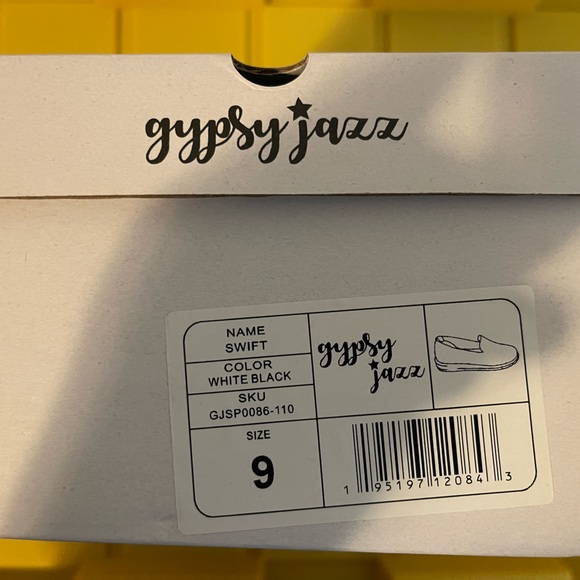 gypsy jazz
NAME
SWIFT
COLOR
WHITE BLACK
SKU
GJSP0086-110
SIZE
9
gypsy
jazz
1 95197 12084 3